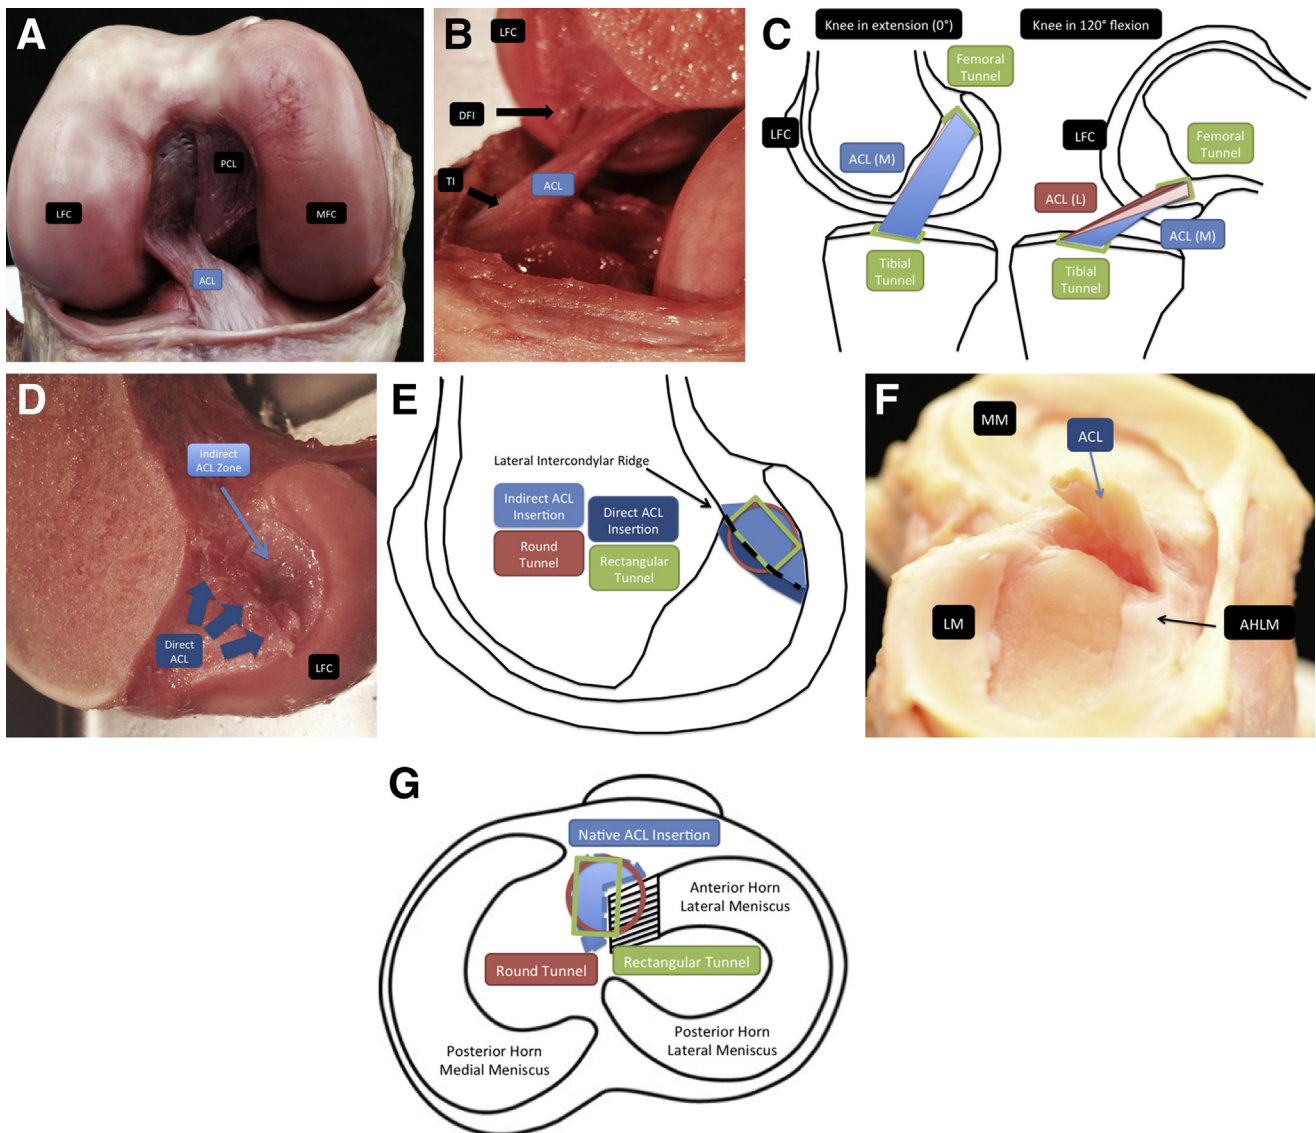 A
PCL
LFC
MFC
ACL
B
LFC
DFI
TI
ACL
C
Knee in extension (0°)
Knee in 120° flexion
Femoral
Tunnel
LFC
ACL (M)
Tibial
Tunnel
LFC
Femoral
Tunnel
ACL (L)
ACL (M)
Tibial
Tunnel
D
Indirect
ACL Zone
Direct
ACL
LFC
E
Lateral Intercondylar Ridge
Indirect ACL
Insertion
Direct ACL
Insertion
Round
Tunnel
Rectangular
Tunnel
F
MM
ACL
LM
AHLM
G
Native ACL Insertion
Anterior Horn
Lateral Meniscus
Round Tunnel
Rectangular Tunnel
Posterior Horn
Medial Meniscus
Posterior Horn
Lateral Meniscus